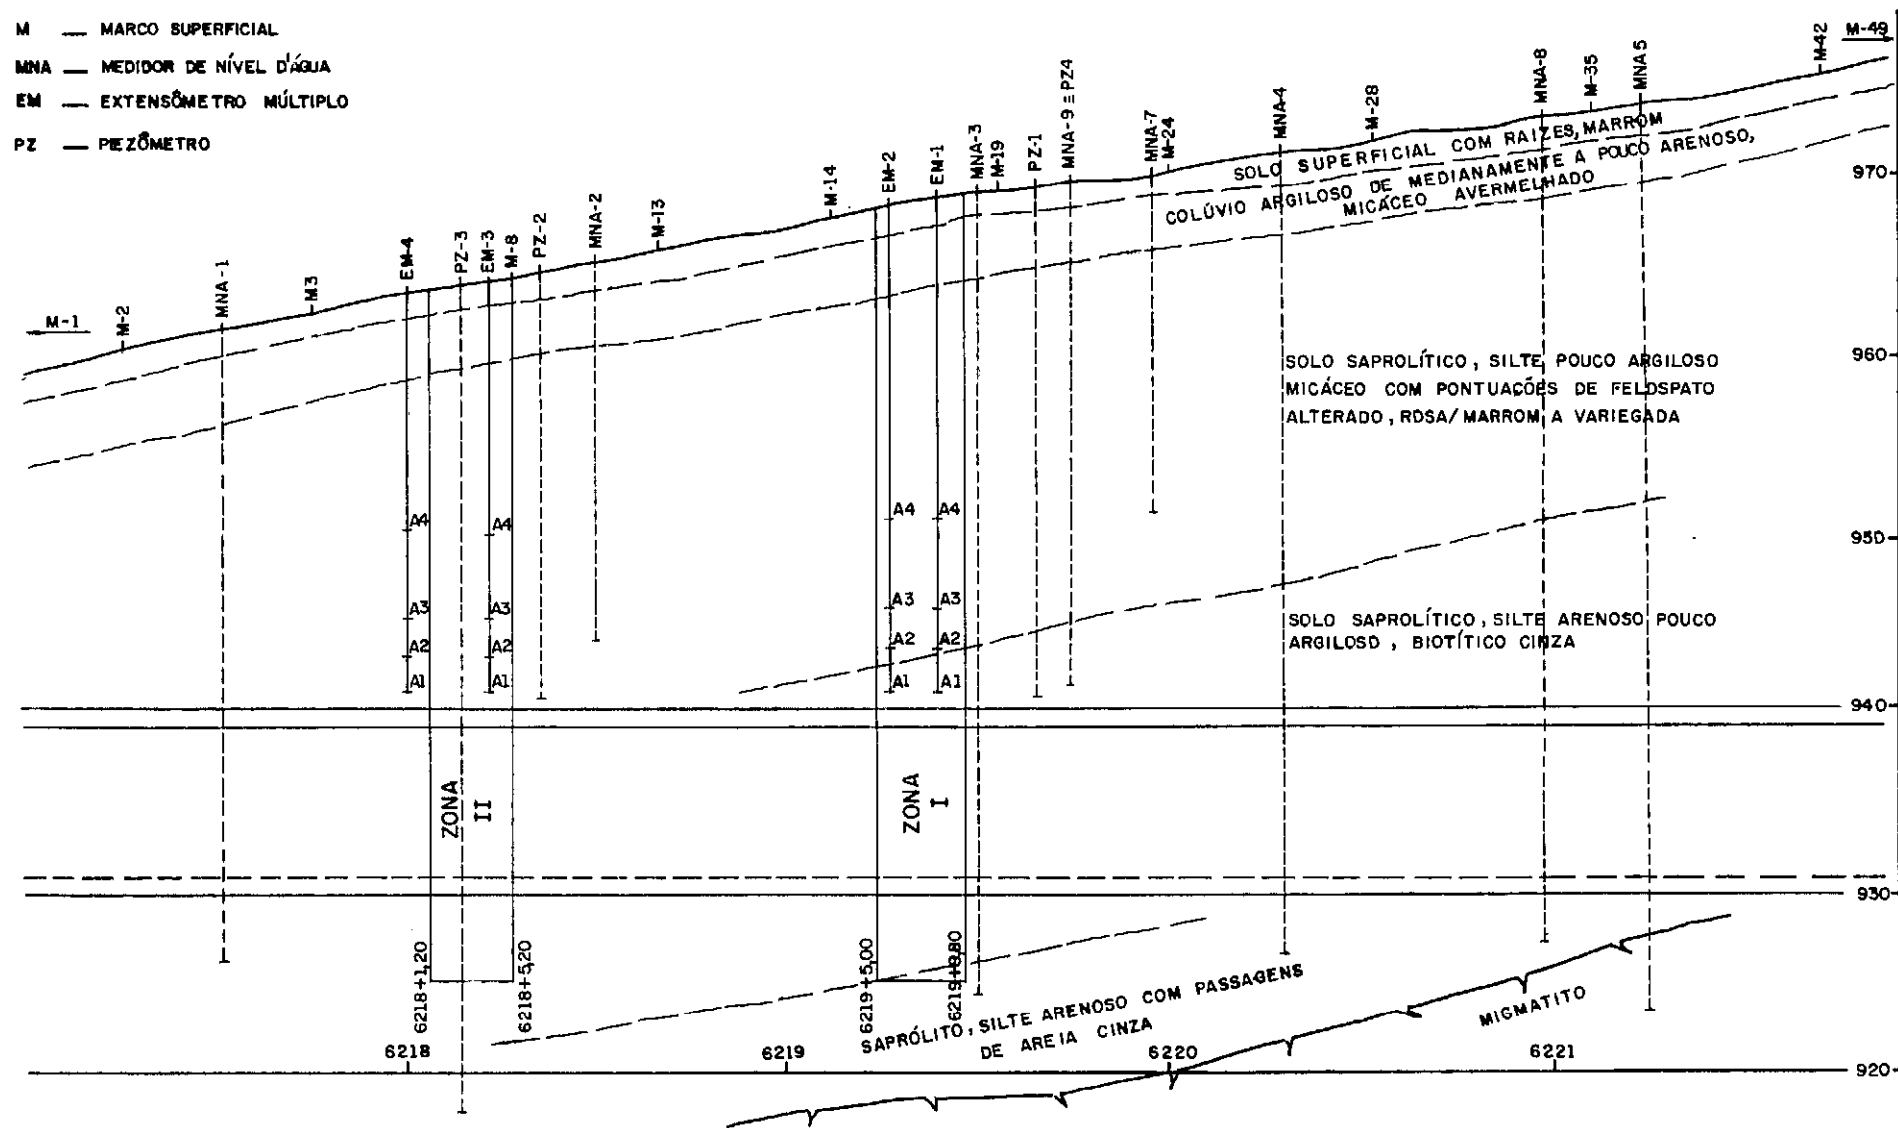 M — MARCO SUPERFICIAL
MNA — MEDIDOR DE NÍVEL D'ÁGUA
EM — EXTENSÔMETRO MÚLTIPLO
PZ — PIEZÔMETRO
M-1
M-2
MNA-1
M3
EM-4
PZ-3
EM-3
M-8
PZ-2
MNA-2
M-13
M-14
EM-2
EM-1
MNA-3
M-19
PZ-1
MNA-9 ≡ PZ4
MNA-7
M-24
MNA-4
M-28
MNA-8
M-35
MNA5
M-42
M-49
SOLO SUPERFICIAL COM RAIZES, MARROM
COLÚVIO ARGILOSO DE MEDIANAMENTE A POUCO ARENOSO,
MICÁCEO AVERMELHADO
970
960
950
940
930
920
SOLO SAPROLÍTICO, SILTE POUCO ARGILOSO
MICÁCEO COM PONTUAÇÕES DE FELDSPATO
ALTERADO, ROSA/MARROM A VARIEGADA
A4
A3
A2
A1
A4
A3
A2
A1
A4
A3
A2
A1
A4
A3
A2
A1
SOLO SAPROLÍTICO, SILTE ARENOSO POUCO
ARGILOSO, BIOTÍTICO CINZA
ZONA
II
ZONA
I
6218+1,20
6218+5,20
6219+5,00
6219+9,80
SAPRÓLITO, SILTE ARENOSO COM PASSAGENS
DE AREIA CINZA
MIGMATITO
6218
6219
6220
6221